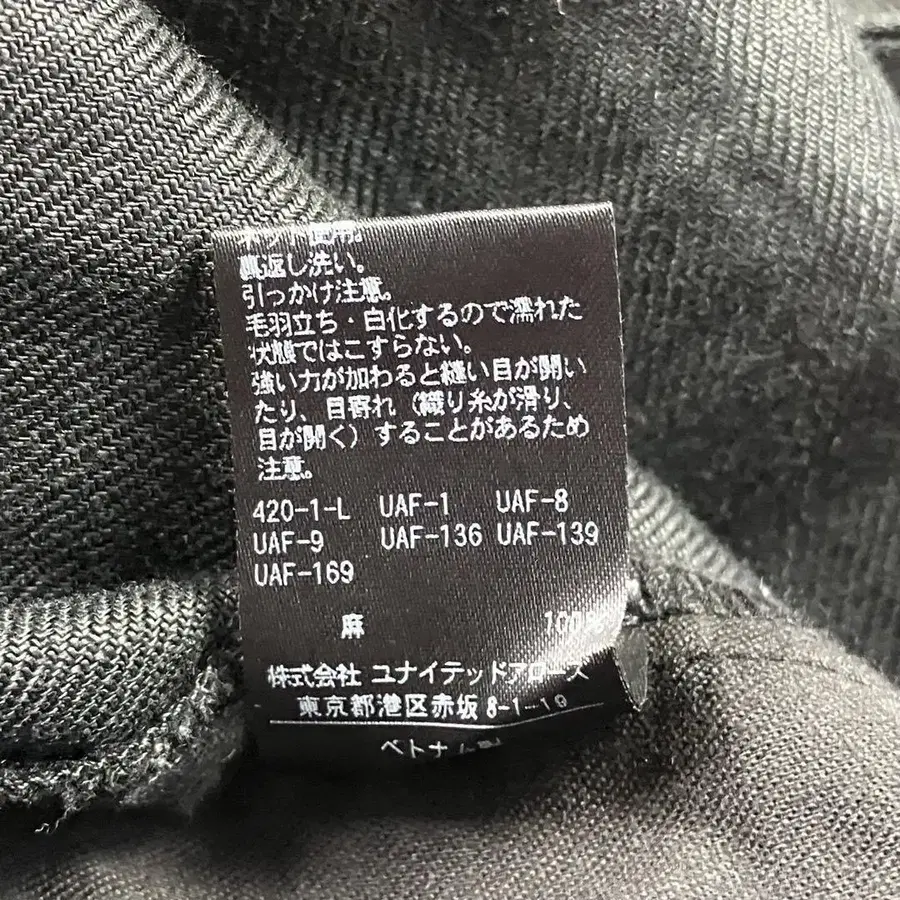 ネット使用。
裏返し洗い。
引っかけ注意。
毛羽立ち・白化するので濡れた
状態ではこすらない。
強い力が加わると縫い目が開い
たり、目寄れ（織り糸が滑り、
目が開く）することがあるため
注意。
420-1-L UAF-1 UAF-8
UAF-9 UAF-136 UAF-139
UAF-169
麻 100%
株式会社 ユナイテッドアローズ
東京都港区赤坂8-1-19
ベトナム製